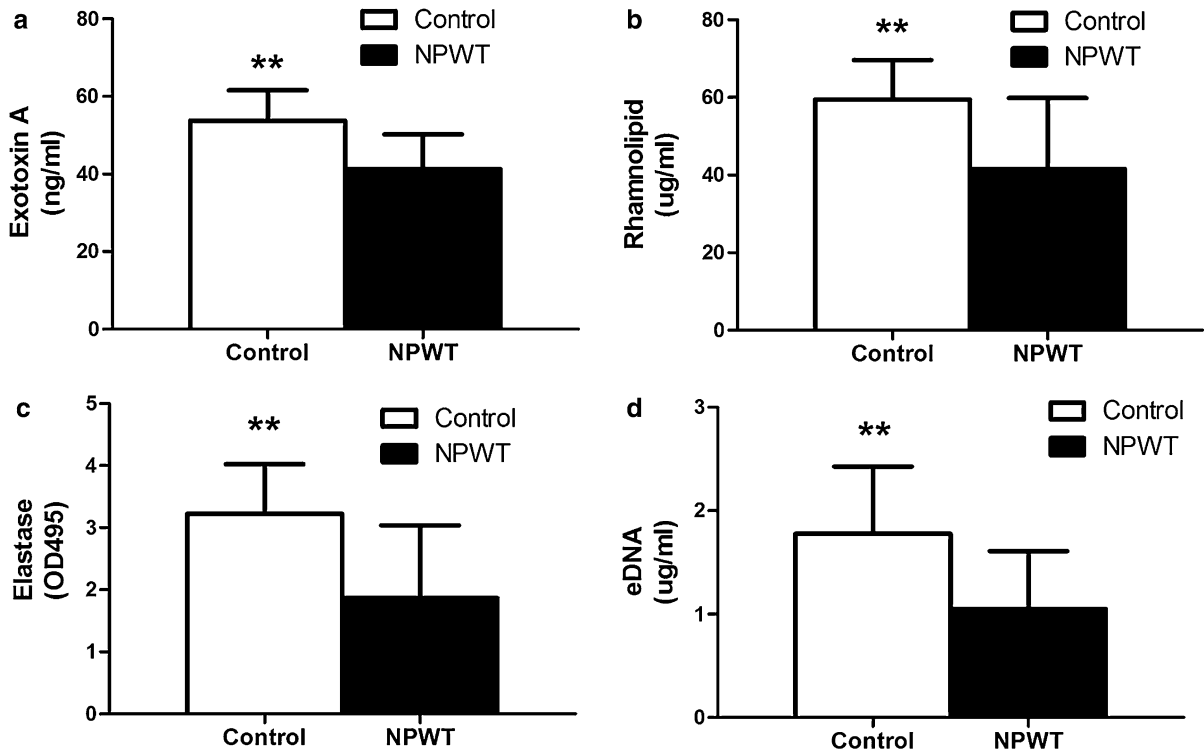 a
80
60
40
20
0
Exotoxin A
(ng/ml)
**
Control
NPWT
Control
NPWT
b
80
60
40
20
0
Rhamnolipid
(ug/ml)
**
Control
NPWT
Control
NPWT
c
5
4
3
2
1
0
Elastase
(OD495)
**
Control
NPWT
Control
NPWT
d
3
2
1
0
eDNA
(ug/ml)
**
Control
NPWT
Control
NPWT